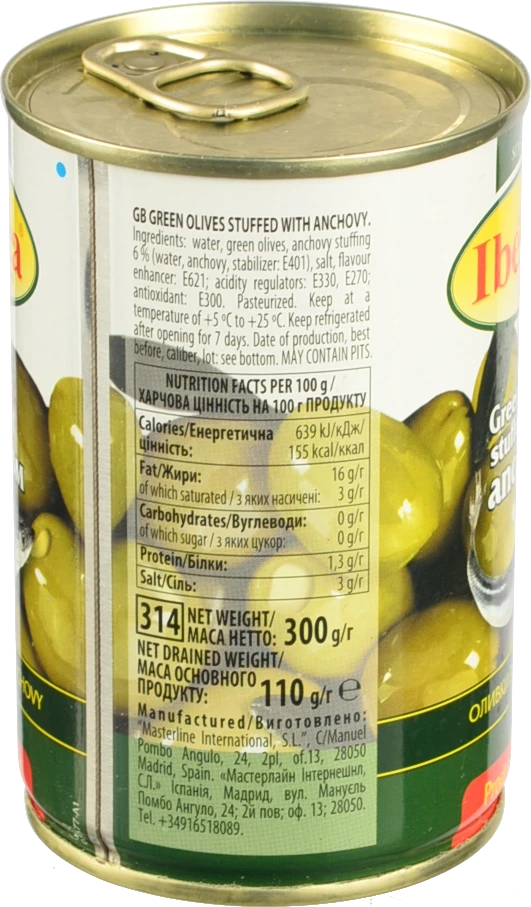 GB GREEN OLIVES STUFFED WITH ANCHOVY.
Ingredients: water, green olives, anchovy stuffing
6 % (water, anchovy, stabilizer: E401), salt, flavour
enhancer: E621; acidity regulators: E330, E270;
antioxidant: E300. Pasteurized. Keep at a
temperature of +5 ºC to +25 ºC. Keep refrigerated
after opening for 7 days. Date of production, best
before, caliber, lot: see bottom. MAY CONTAIN PITS.
NUTRITION FACTS PER 100 g /
ХАРЧОВА ЦІННІСТЬ НА 100 г ПРОДУКТУ
Calories/Енергетична 639 kJ/кДж/
цінність: 155 kcal/ккал
Fat/Жири: 16 g/г
of which saturated / з яких насичені: 3 g/г
Carbohydrates/Вуглеводи: 0 g/г
of which sugar / з яких цукор: 0 g/г
Protein/Білки: 1,3 g/г
Salt/Сіль: 3 g/г
314 NET WEIGHT/
МАСА НЕТТО: 300 g/г
NET DRAINED WEIGHT/
МАСА ОСНОВНОГО
ПРОДУКТУ: 110 g/г e
Manufactured/Виготовлено:
"Masterline International, S.L.", C/Manuel
Pombo Angulo, 24, 2pl, of.13, 28050
Madrid, Spain. «Мастерлайн Інтернешнл,
СЛ.» Іспанія, Мадрид, вул. Мануель
Помбо Ангуло, 24; 2й пов; оф. 13; 28050.
Tel. +34916518089.
Ibe
Gree
stuff
an
ОЛИВК
Pro
a
M
HOVY